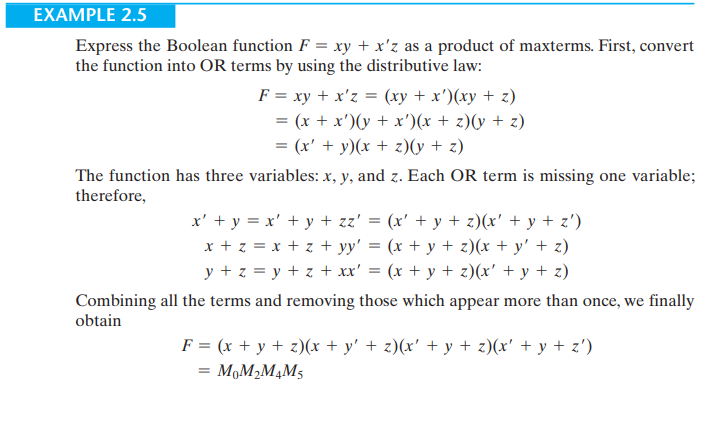 EXAMPLE 2.5
Express the Boolean function F = xy + x'z as a product of maxterms. First, convert
the function into OR terms by using the distributive law:
F = xy + x'z = (xy + x')(xy + z)
= (x + x')(y + x')(x + z)(y + z)
= (x' + y)(x + z)(y + z)
The function has three variables: x, y, and z. Each OR term is missing one variable;
therefore,
x' + y = x' + y + zz' = (x' + y + z)(x' + y + z')
x + z = x + z + yy' = (x + y + z)(x + y' + z)
y + z = y + z + xx' = (x + y + z)(x' + y + z)
Combining all the terms and removing those which appear more than once, we finally
obtain
F = (x + y + z)(x + y' + z)(x' + y + z)(x' + y + z')
= M₀M₂M₄M₅